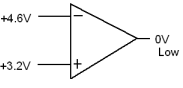 +4.6V
−
0V
Low
+3.2V
+